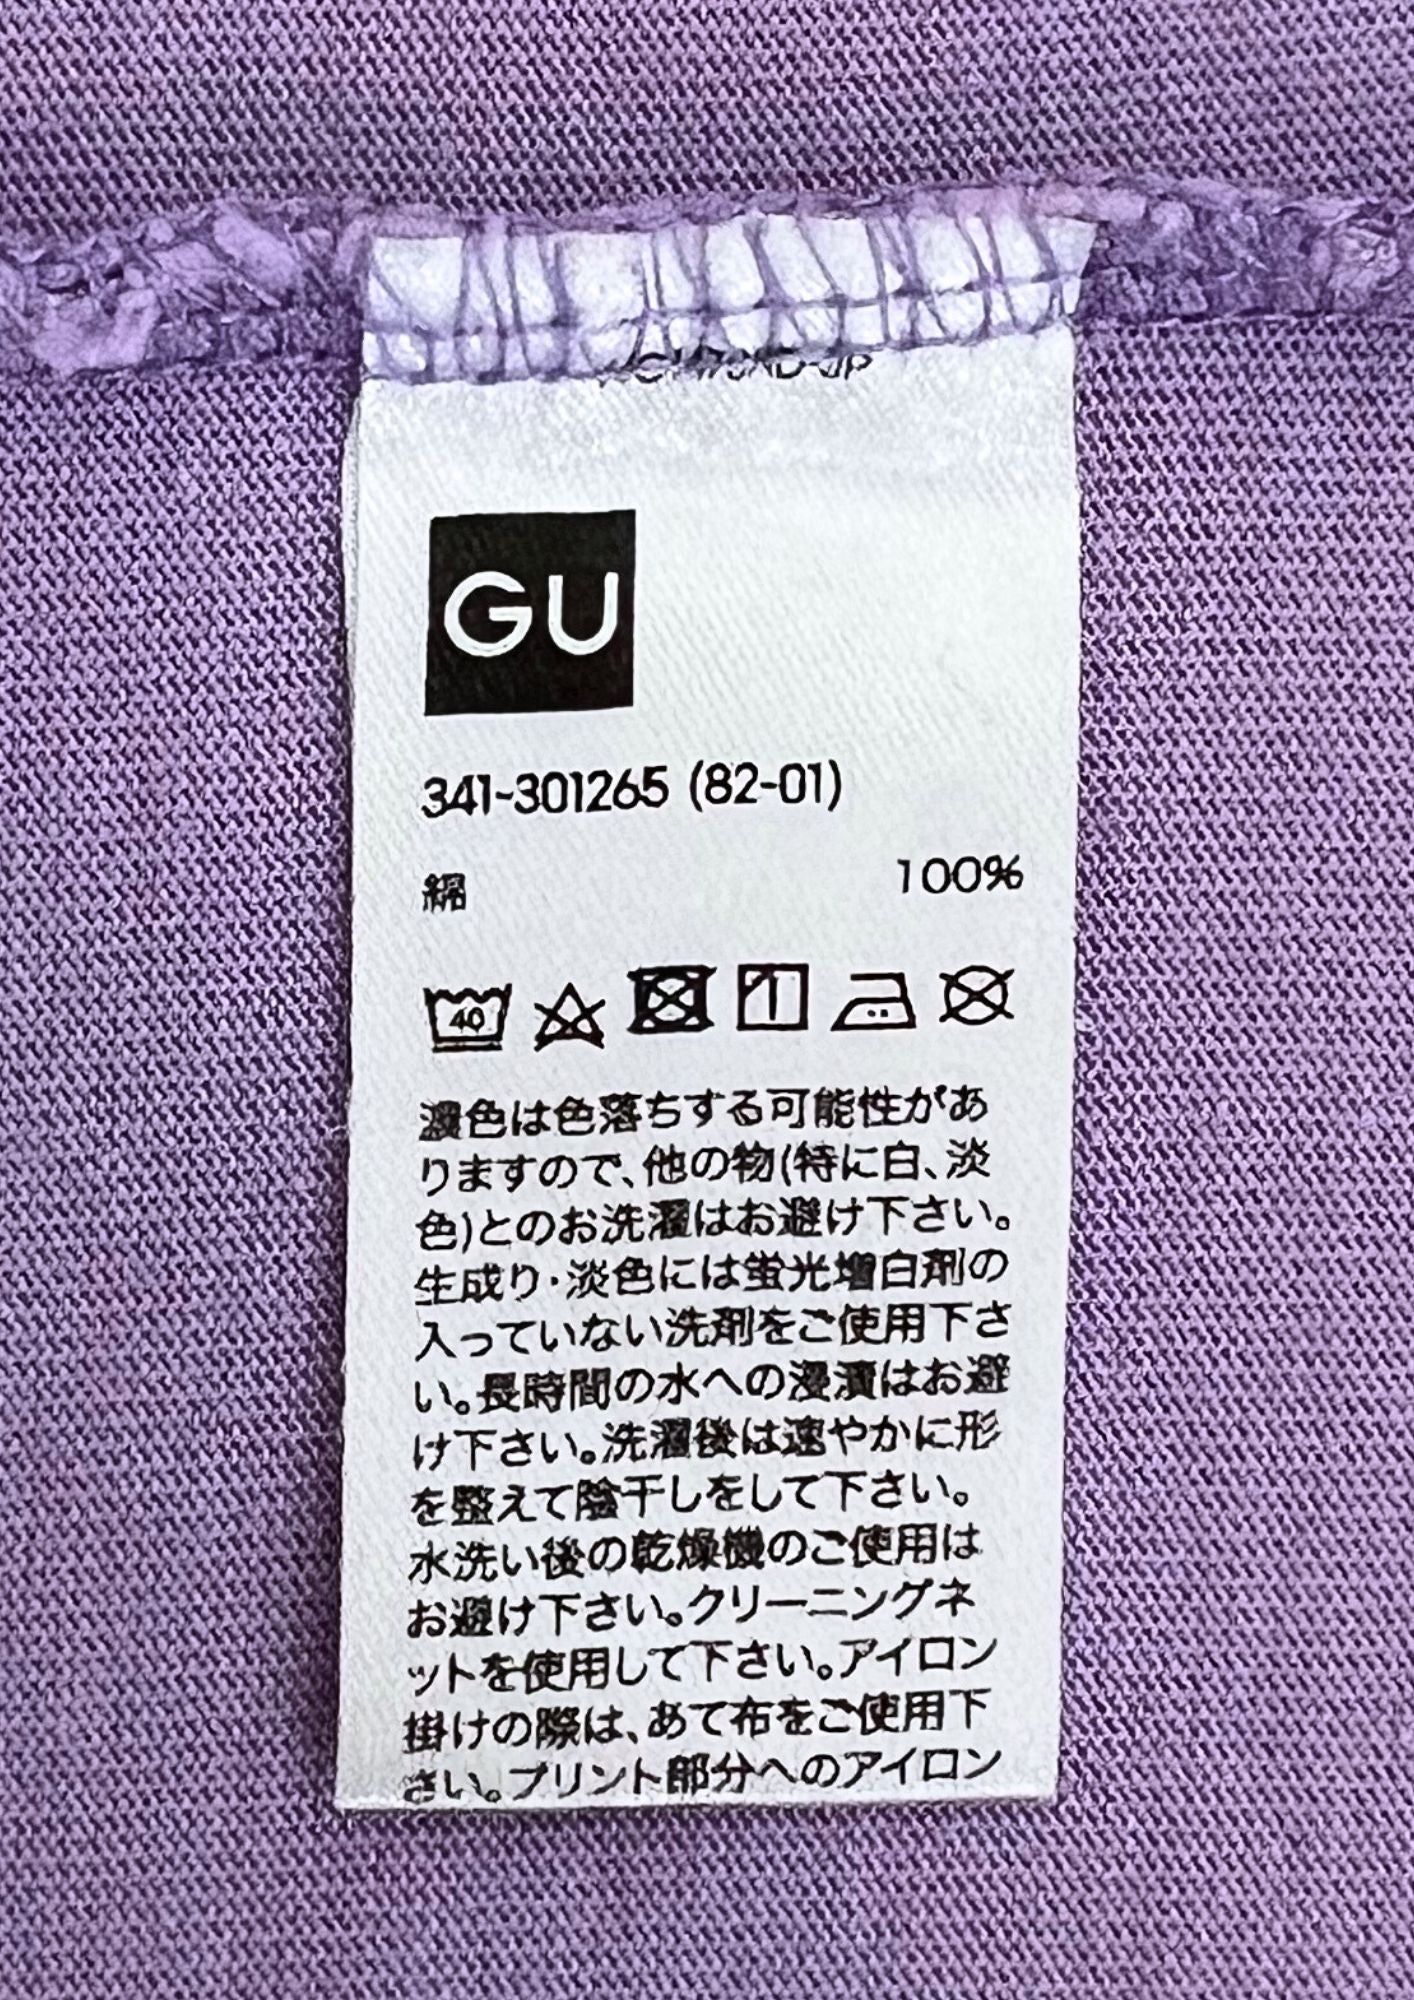 GU
341-301265 (82-01)
綿 100%
40
濃色は色落ちする可能性があ
りますので、他の物(特に白、淡
色)とのお洗濯はお避け下さい。
生成り・淡色には蛍光増白剤の
入っていない洗剤をご使用下さ
い。長時間の水への浸漬はお避
け下さい。洗濯後は速やかに形
を整えて陰干しをして下さい。
水洗い後の乾燥機のご使用は
お避け下さい。クリーニングネ
ットを使用して下さい。アイロン
掛けの際は、あて布をご使用下
さい。プリント部分へのアイロン